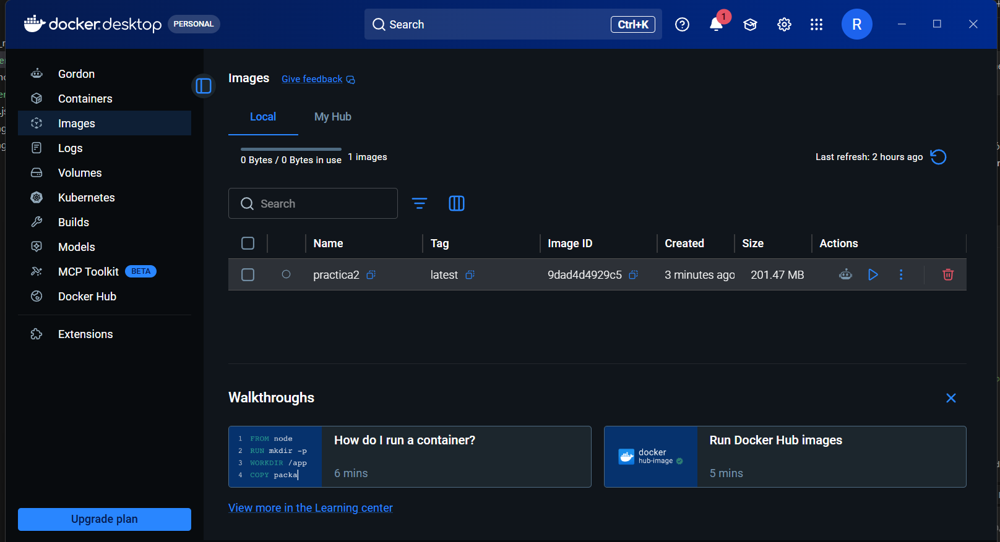 docker.desktop PERSONAL
Search Ctrl+K
1
R
Gordon
Containers
Images
Logs
Volumes
Kubernetes
Builds
Models
MCP Toolkit BETA
Docker Hub
Extensions
Upgrade plan
Images Give feedback
Local My Hub
0 Bytes / 0 Bytes in use 1 images
Last refresh: 2 hours ago
Search
Name Tag Image ID Created Size Actions
practica2 latest 9dad4d4929c5 3 minutes ago 201.47 MB
Walkthroughs
1 FROM node
2 RUN mkdir -p
3 WORKDIR /app
4 COPY packa
How do I run a container?
6 mins
docker
hub-image
Run Docker Hub images
5 mins
View more in the Learning center